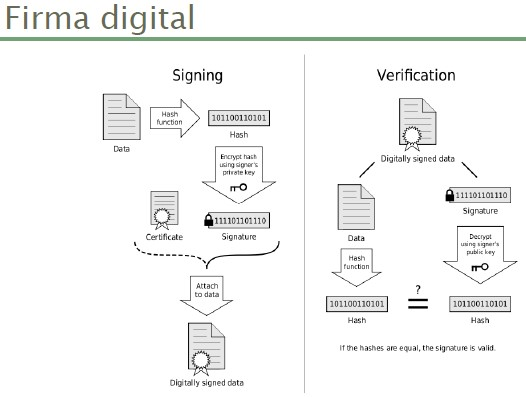 Firma digital
Signing
Data
Hash
function
101100110101
Hash
Encrypt hash
using signer's
private key
Certificate
111101101110
Signature
Attach
to data
Digitally signed data
Verification
Digitally signed data
Data
Hash
function
101100110101
Hash
111101101110
Signature
Decrypt
using signer's
public key
101100110101
Hash
?
=
If the hashes are equal, the signature is valid.